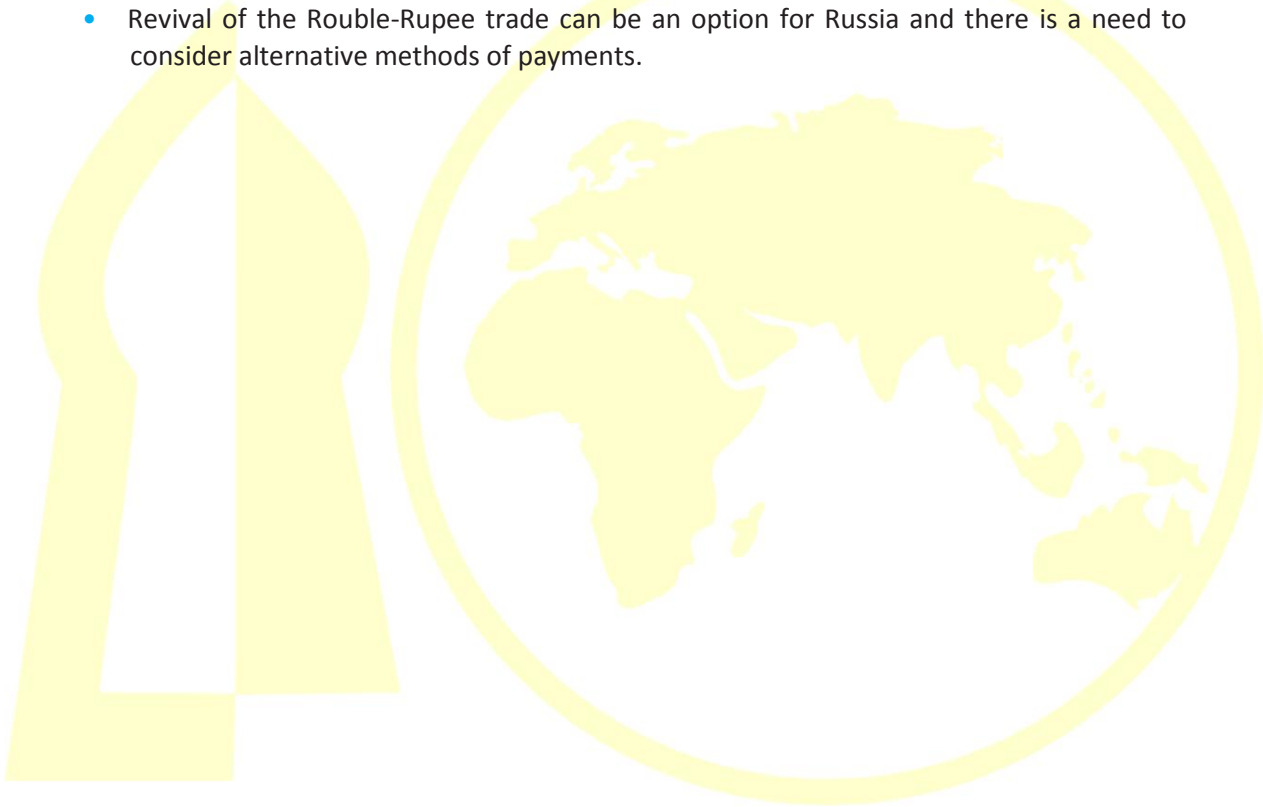 • Revival of the Rouble-Rupee trade can be an option for Russia and there is a need to
consider alternative methods of payments.